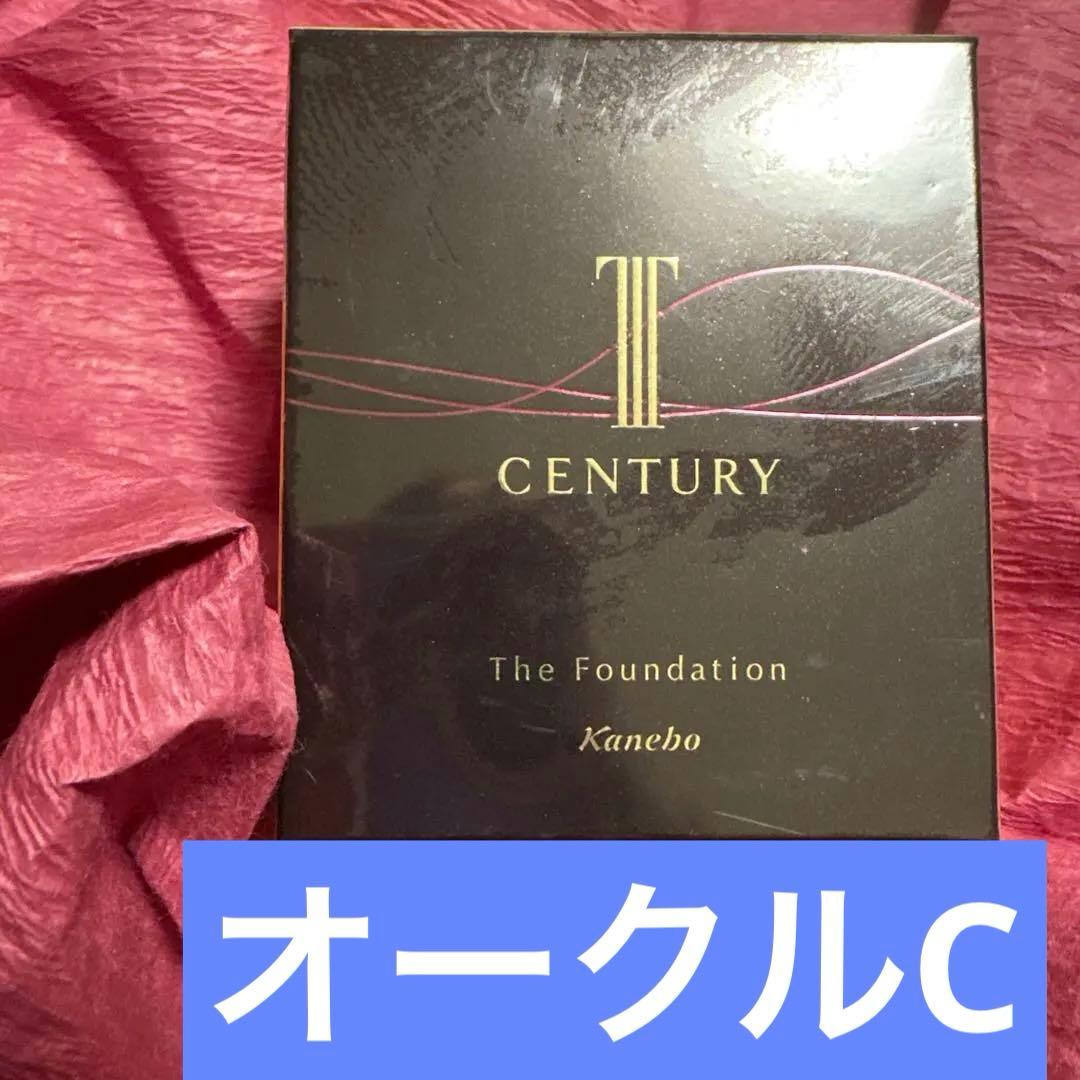 CENTURY
The Foundation
Kanebo
オークルC